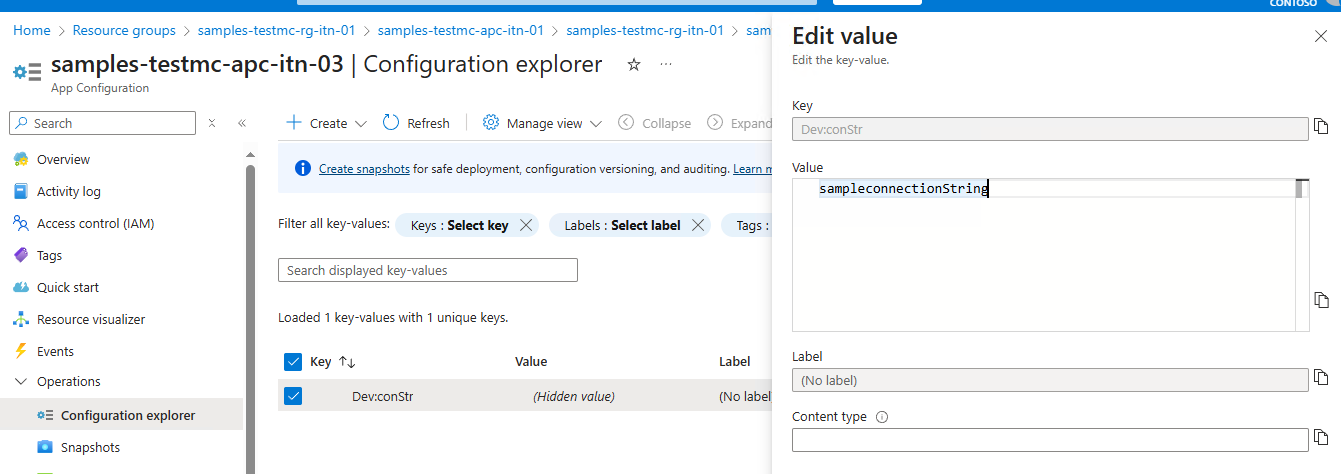 CONTOSO
Home > Resource groups > samples-testmc-rg-itn-01 > samples-testmc-apc-itn-01 > samples-testmc-rg-itn-01 >
samples-testmc-apc-itn-03 | Configuration explorer ☆ ...
App Configuration
Search
Overview
Activity log
Access control (IAM)
Tags
Quick start
Resource visualizer
Events
Operations
Configuration explorer
Snapshots
Create Refresh Manage view Collapse Expand
Create snapshots for safe deployment, configuration versioning, and auditing. Learn
Filter all key-values: Keys : Select key Labels : Select label Tags :
Search displayed key-values
Loaded 1 key-values with 1 unique keys.
Key Value Label
Dev:conStr (Hidden value) (No label)
Edit value
Edit the key-value.
Key
Dev:conStr
Value
sampleconnectionString
Label
(No label)
Content type